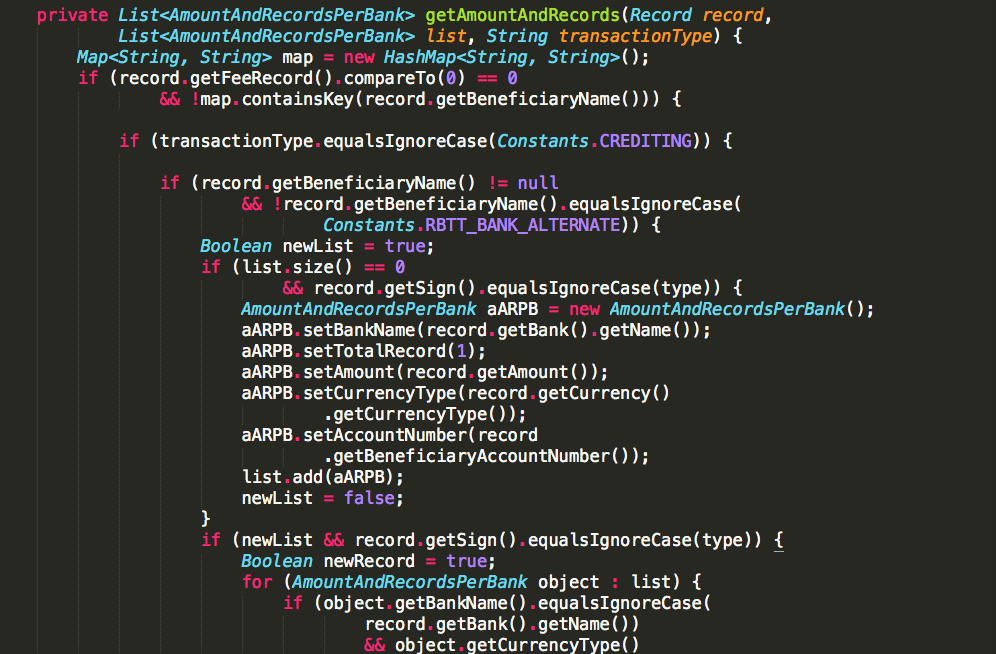 private List<AmountAndRecordsPerBank> getAmountAndRecords(Record record,
List<AmountAndRecordsPerBank> list, String transactionType) {
Map<String, String> map = new HashMap<String, String>();
if (record.getFeeRecord().compareTo(0) == 0
&& !map.containsKey(record.getBeneficiaryName())) {
if (transactionType.equalsIgnoreCase(Constants.CREDITING)) {
if (record.getBeneficiaryName() != null
&& !record.getBeneficiaryName().equalsIgnoreCase(
Constants.RBTT_BANK_ALTERNATE)) {
Boolean newList = true;
if (list.size() == 0
&& record.getSign().equalsIgnoreCase(type)) {
AmountAndRecordsPerBank aARPB = new AmountAndRecordsPerBank();
aARPB.setBankName(record.getBank().getName());
aARPB.setTotalRecord(1);
aARPB.setAmount(record.getAmount());
aARPB.setCurrencyType(record.getCurrency()
.getCurrencyType());
aARPB.setAccountNumber(record
.getBeneficiaryAccountNumber());
list.add(aARPB);
newList = false;
}
if (newList && record.getSign().equalsIgnoreCase(type)) {
Boolean newRecord = true;
for (AmountAndRecordsPerBank object : list) {
if (object.getBankName().equalsIgnoreCase(
record.getBank().getName())
&& object.getCurrencyType()